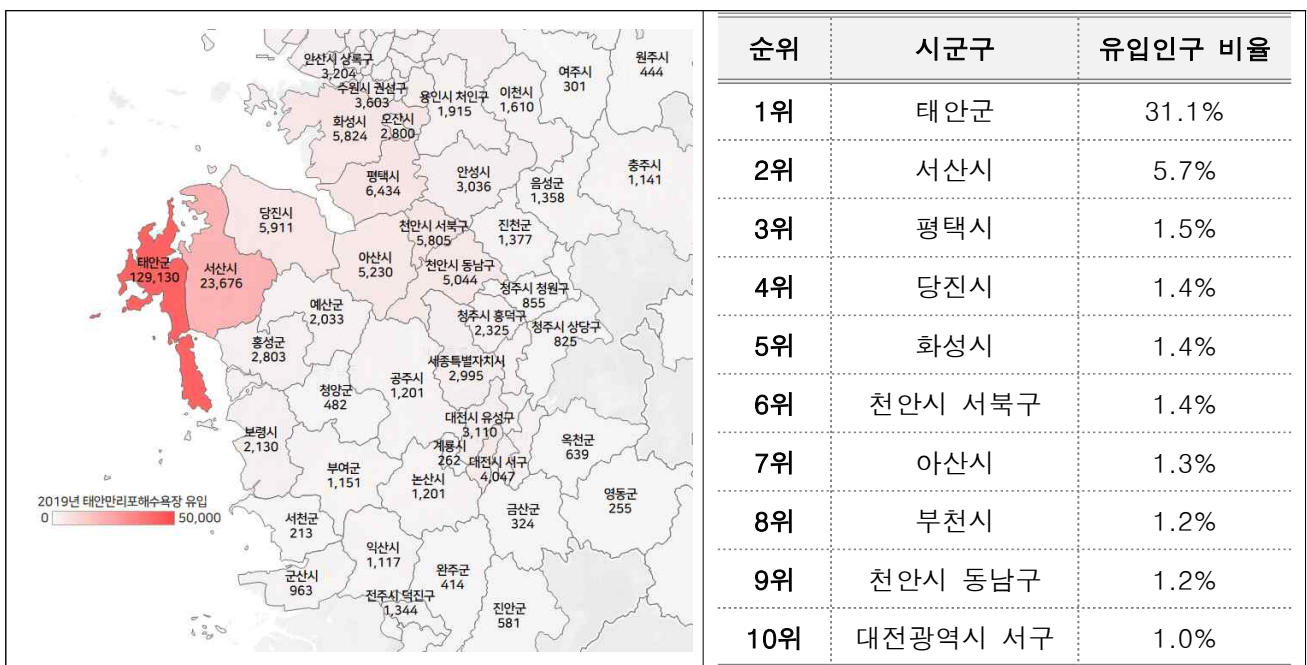 안산시 상록구
3,204
수원시 권선구
3,603
용인시 처인구
1,915
이천시
1,610
여주시
301
원주시
444
화성시
5,824
오산시
2,800
평택시
6,434
안성시
3,036
음성군
1,358
충주시
1,141
당진시
5,911
천안시 서북구
5,805
진천군
1,377
태안군
129,130
서산시
23,676
아산시
5,230
천안시 동남구
5,044
청주시 청원구
855
예산군
2,033
청주시 흥덕구
2,325
청주시 상당구
825
홍성군
2,803
세종특별자치시
2,995
청양군
482
공주시
1,201
대전시 유성구
3,110
보령시
2,130
계룡시
262
대전시 서구
4,047
옥천군
639
부여군
1,151
논산시
1,201
영동군
255
2019년 태안만리포해수욕장 유입
0 50,000
서천군
213
금산군
324
익산시
1,117
군산시
963
완주군
414
전주시 덕진구
1,344
진안군
581
순위 시군구 유입인구 비율
1위 태안군 31.1%
2위 서산시 5.7%
3위 평택시 1.5%
4위 당진시 1.4%
5위 화성시 1.4%
6위 천안시 서북구 1.4%
7위 아산시 1.3%
8위 부천시 1.2%
9위 천안시 동남구 1.2%
10위 대전광역시 서구 1.0%